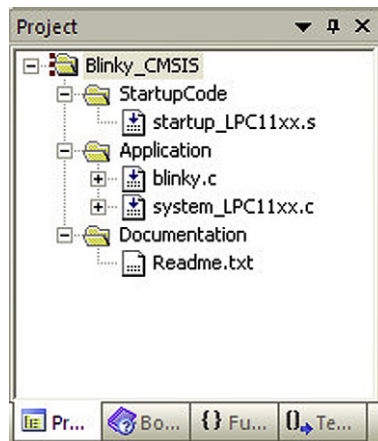 Project
Blinky_CMSIS
StartupCode
startup_LPC11xx.s
Application
blinky.c
system_LPC11xx.c
Documentation
Readme.txt
Pr... Bo... {} Fu... 0 Te...